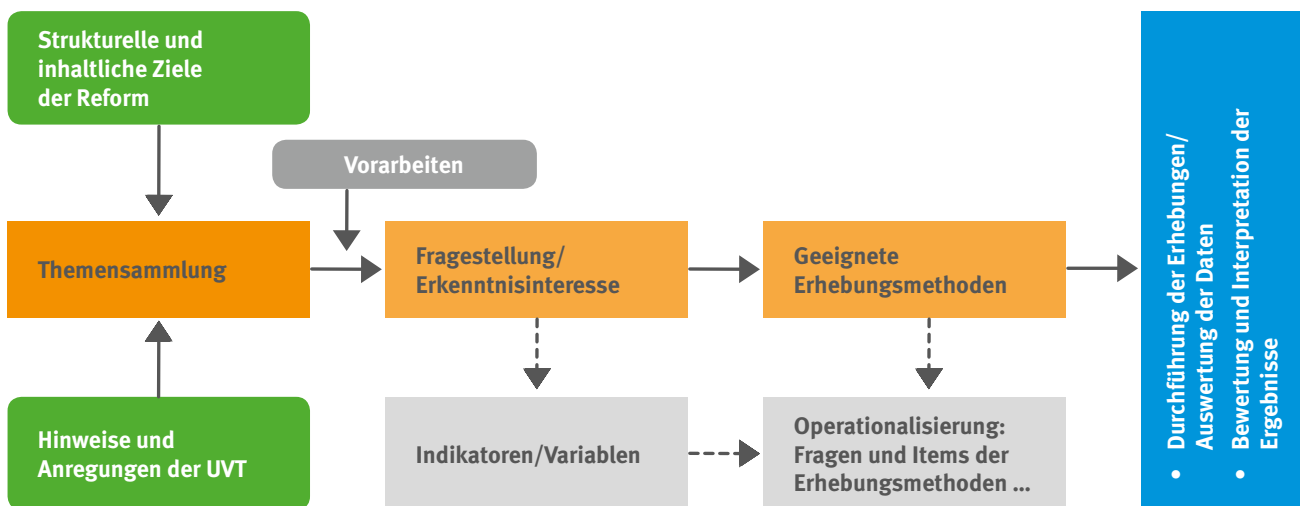 Strukturelle und
inhaltliche Ziele
der Reform
Vorarbeiten
Themensammlung
Fragestellung/
Erkenntnisinteresse
Geeignete
Erhebungsmethoden
Hinweise und
Anregungen der UVT
Indikatoren/Variablen
Operationalisierung:
Fragen und Items der
Erhebungsmethoden ...
• Durchführung der Erhebungen/
Auswertung der Daten
• Bewertung und Interpretation der
Ergebnisse